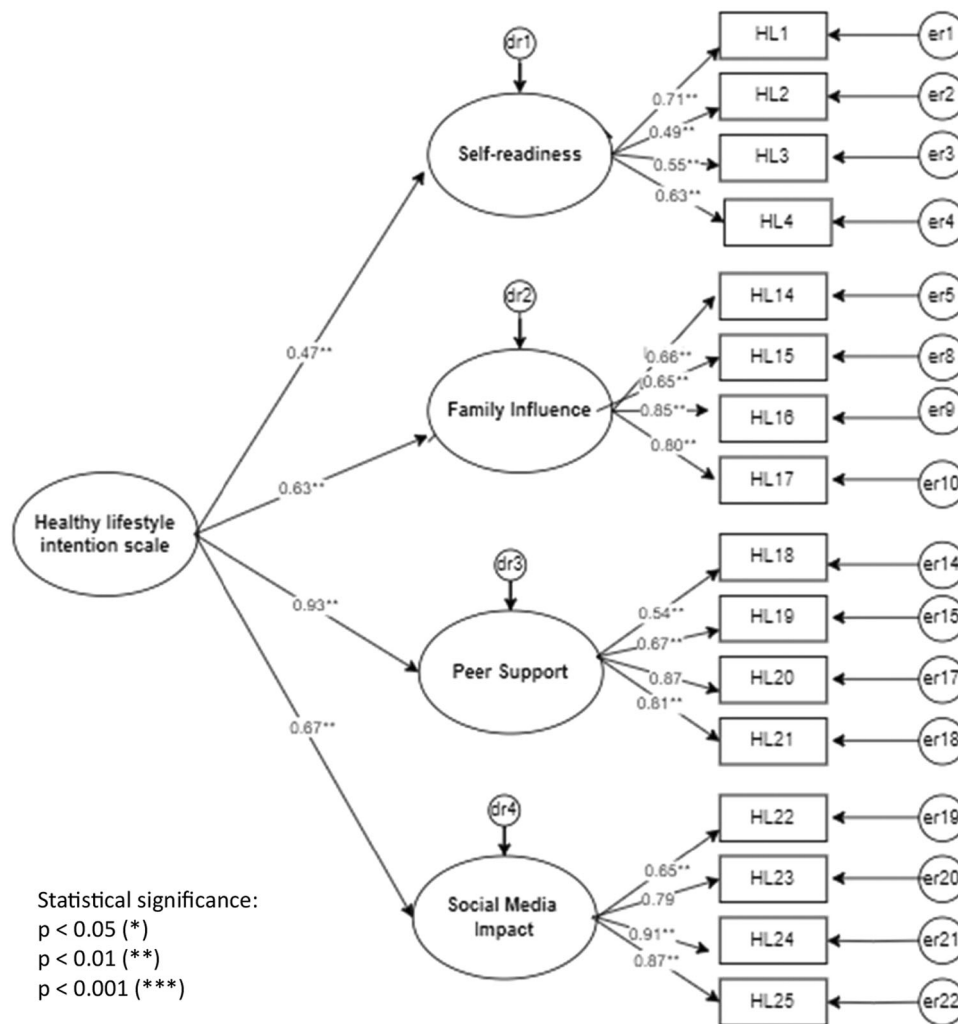 dr1
HL1
er1
0.71**
HL2
er2
0.49**
Self-readiness
HL3
er3
0.55**
0.63**
HL4
er4
dr2
HL14
er5
0.47**
0.66**
HL15
er8
0.65**
Family Influence
0.85**
HL16
er9
0.80**
0.63**
HL17
er10
Healthy lifestyle
intention scale
dr3
HL18
er14
0.93**
0.54**
HL19
er15
0.67**
Peer Support
0.87
HL20
er17
0.81**
0.67**
HL21
er18
dr4
HL22
er19
0.65**
HL23
er20
0.79
Social Media
Impact
0.91**
HL24
er21
0.87**
HL25
er22
Statistical significance:
p < 0.05 (*)
p < 0.01 (**)
p < 0.001 (***)